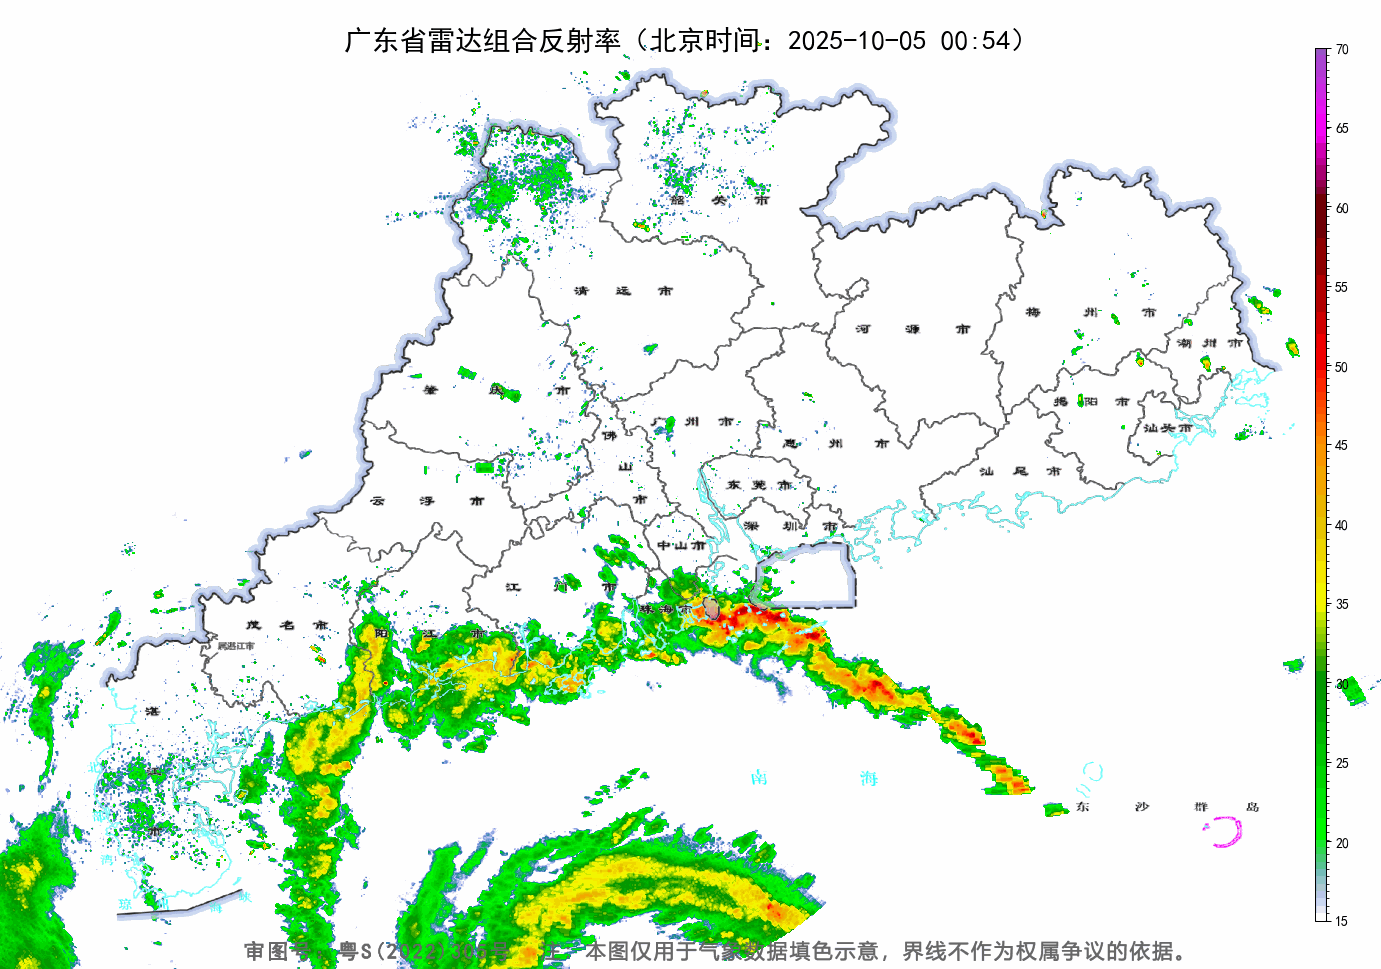 广东省雷达组合反射率（北京时间：2025-10-05 00:54）
70
65
60
55
50
45
40
35
30
25
20
15
韶 关 市
清 远 市
河 源 市
梅 州 市
潮 州 市
肇 庆 市
广 州 市
揭 阳 市
汕头市
佛
山
市
惠 州 市
汕 尾 市
云 浮 市
东 莞 市
深 圳 市
中山市
江 门 市
珠海市
茂 名 市
阳 江 市
属湛江市
湛
江
市
南 海
东 沙 群 岛
审图号：粤S(2022)306号 注：本图仅用于气象数据填色示意，界线不作为权属争议的依据。